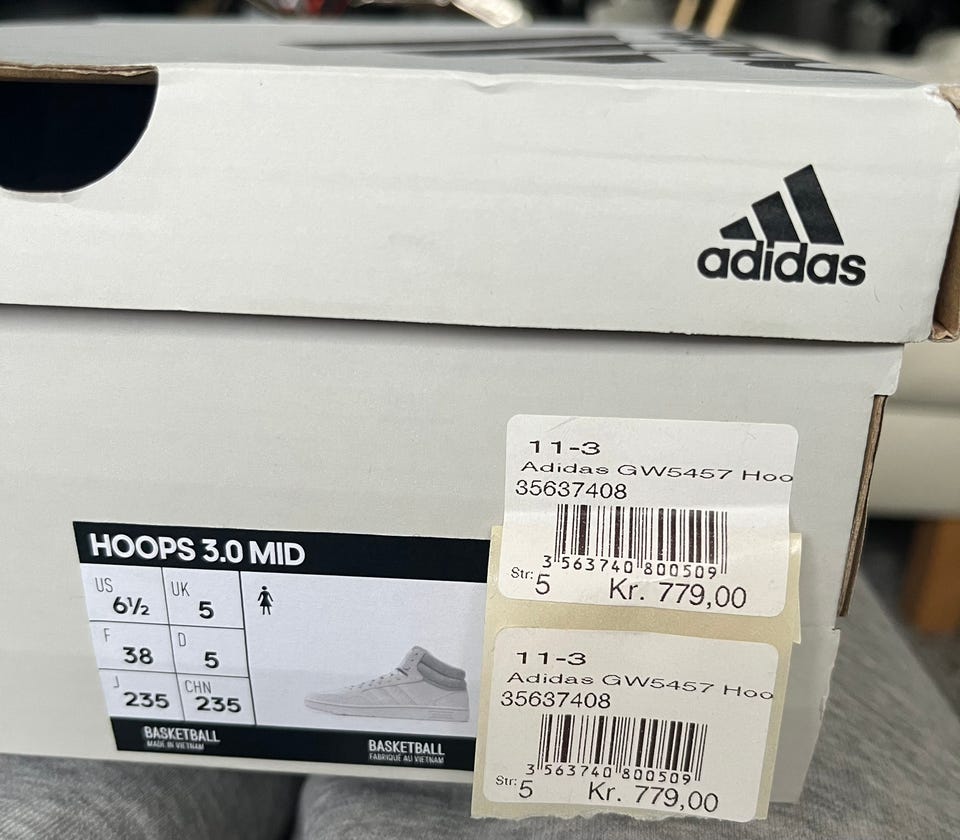 adidas
11-3
Adidas GW5457 Hoo
35637408
3 563740 800509
Str: 5 Kr. 779,00
HOOPS 3.0 MID
US 6½ UK 5
F 38 D 5
J 235 CHN 235
BASKETBALL
MADE IN VIETNAM
BASKETBALL
FABRIQUÉ AU VIETNAM
11-3
Adidas GW5457 Hoo
35637408
3 563740 800509
Str: 5 Kr. 779,00